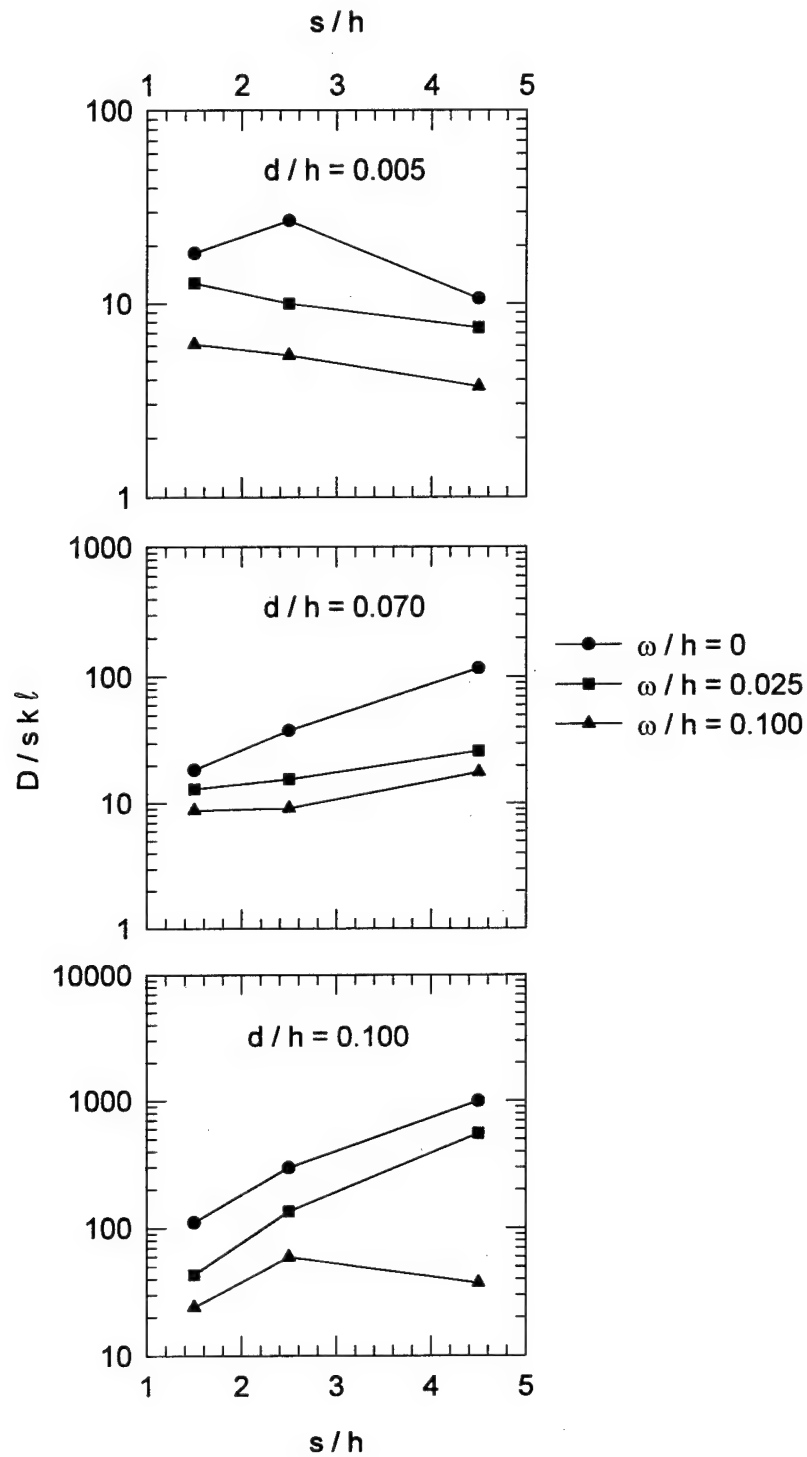 s / h
1 2 3 4 5
100
10
1
d / h = 0.005
1000
100
10
1
d / h = 0.070
D / s k ℓ
ω / h = 0
ω / h = 0.025
ω / h = 0.100
10000
1000
100
10
d / h = 0.100
1 2 3 4 5
s / h